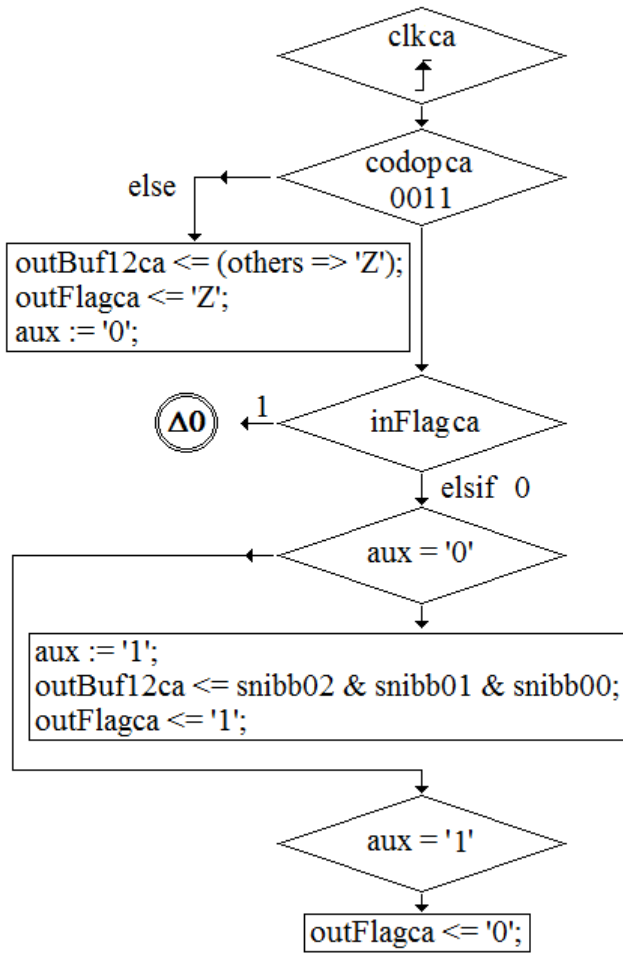 clkca
codopca
0011
else
outBuf12ca <= (others => 'Z');
outFlagca <= 'Z';
aux := '0';
Δ0
1
inFlagca
elsif 0
aux = '0'
aux := '1';
outBuf12ca <= snibb02 & snibb01 & snibb00;
outFlagca <= '1';
aux = '1'
outFlagca <= '0';